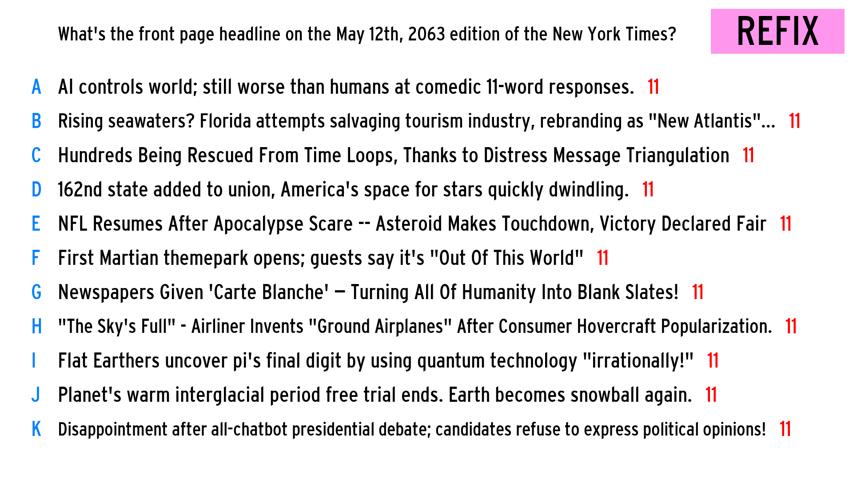 What's the front page headline on the May 12th, 2063 edition of the New York Times?
REFIX
A AI controls world; still worse than humans at comedic 11-word responses. 11
B Rising seawaters? Florida attempts salvaging tourism industry, rebranding as "New Atlantis"... 11
C Hundreds Being Rescued From Time Loops, Thanks to Distress Message Triangulation 11
D 162nd state added to union, America's space for stars quickly dwindling. 11
E NFL Resumes After Apocalypse Scare -- Asteroid Makes Touchdown, Victory Declared Fair 11
F First Martian themepark opens; guests say it's "Out Of This World" 11
G Newspapers Given 'Carte Blanche' – Turning All Of Humanity Into Blank Slates! 11
H "The Sky's Full" - Airliner Invents "Ground Airplanes" After Consumer Hovercraft Popularization. 11
I Flat Earthers uncover pi's final digit by using quantum technology "irrationally!" 11
J Planet's warm interglacial period free trial ends. Earth becomes snowball again. 11
K Disappointment after all-chatbot presidential debate; candidates refuse to express political opinions! 11